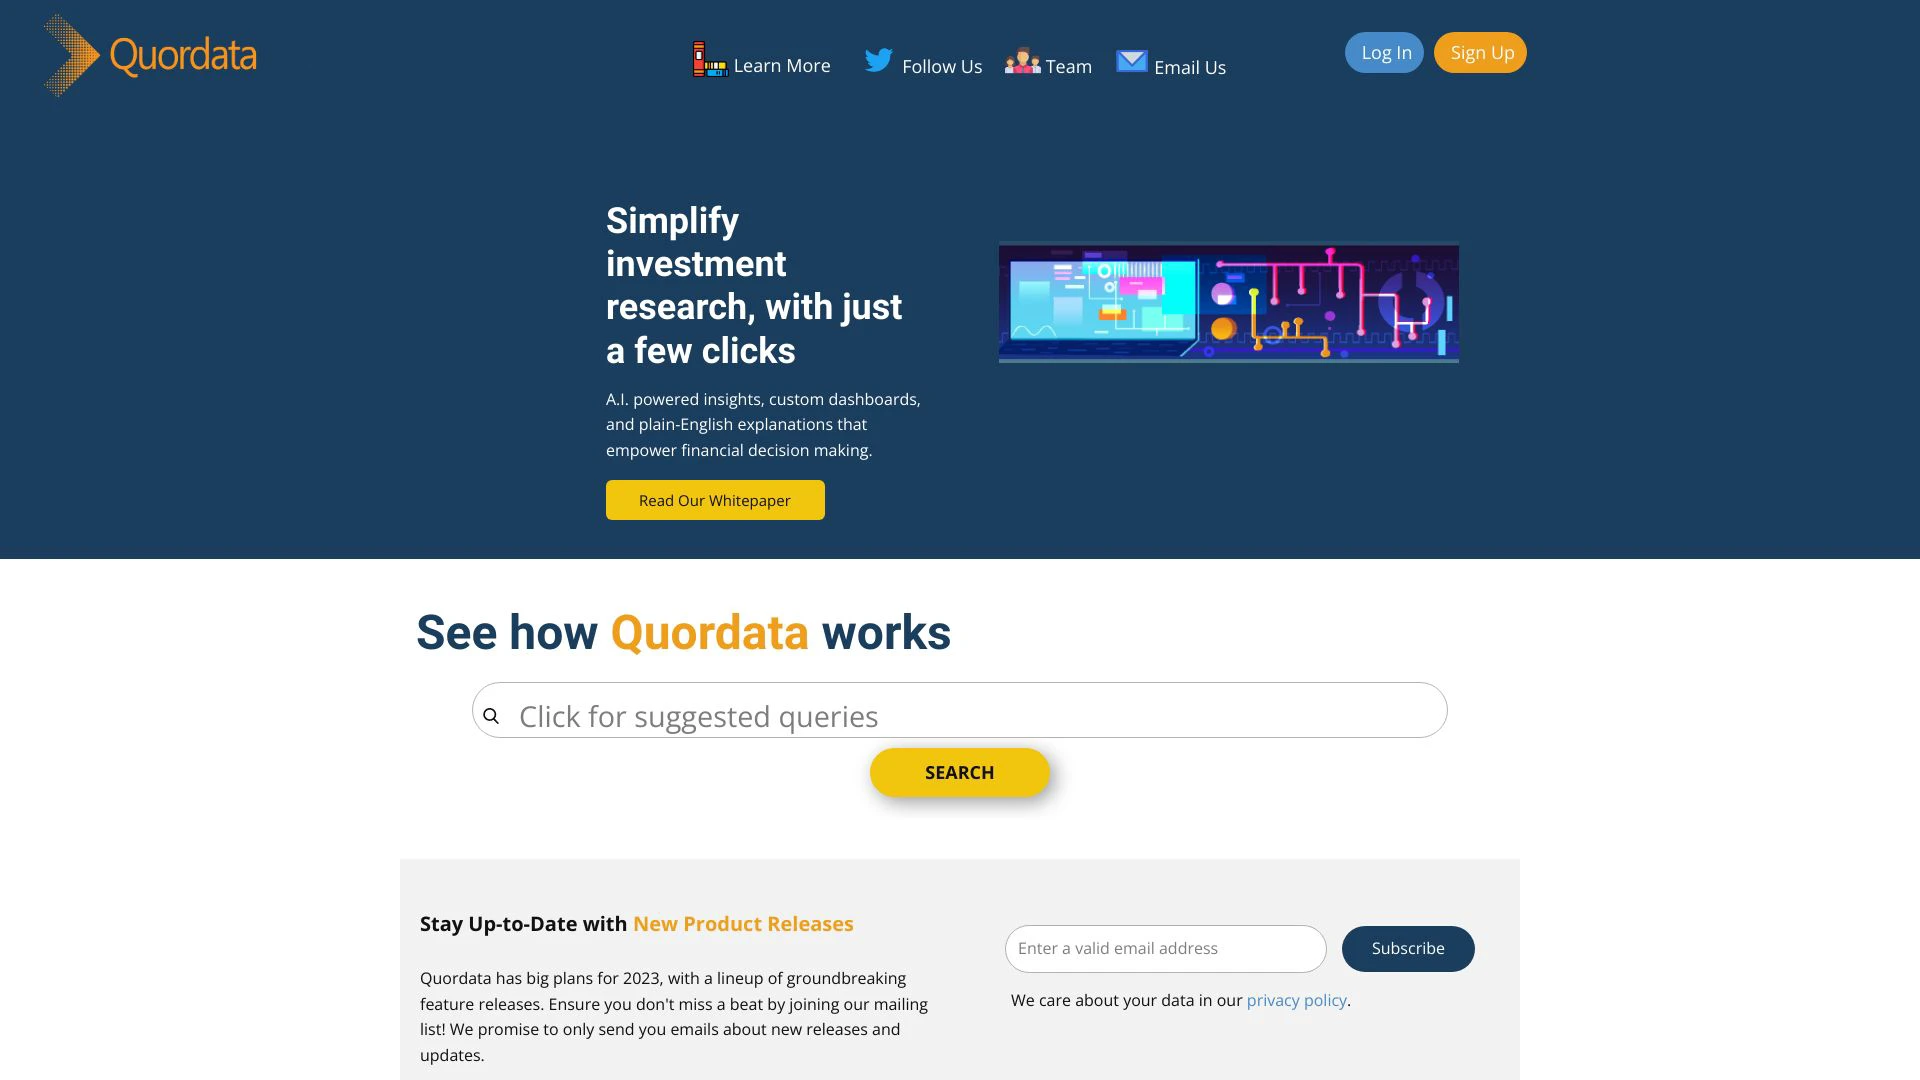 Quordata
Learn More
Follow Us
Team
Email Us
Log In
Sign Up
Simplify
investment
research, with just
a few clicks
A.I. powered insights, custom dashboards,
and plain-English explanations that
empower financial decision making.
Read Our Whitepaper
See how Quordata works
Click for suggested queries
SEARCH
Stay Up-to-Date with New Product Releases
Quordata has big plans for 2023, with a lineup of groundbreaking
feature releases. Ensure you don't miss a beat by joining our mailing
list! We promise to only send you emails about new releases and
updates.
Enter a valid email address
Subscribe
We care about your data in our privacy policy.